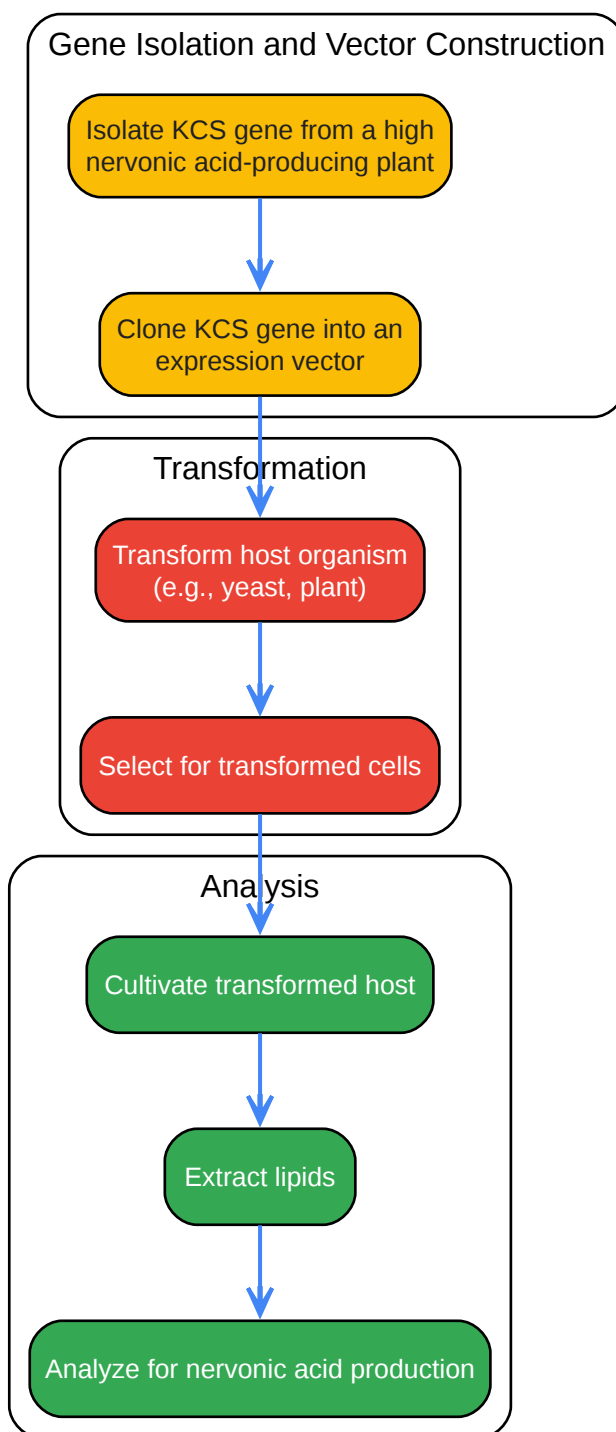 Gene Isolation and Vector Construction
Isolate KCS gene from a high
nervonic acid-producing plant
Clone KCS gene into an
expression vector
Transformation
Transform host organism
(e.g., yeast, plant)
Select for transformed cells
Analysis
Cultivate transformed host
Extract lipids
Analyze for nervonic acid production